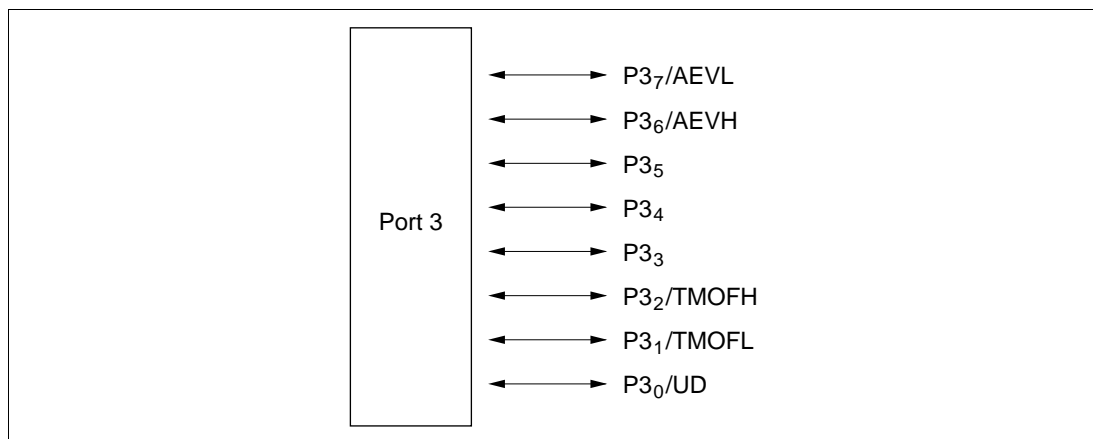 Port 3
P3₇/AEVL
P3₆/AEVH
P3₅
P3₄
P3₃
P3₂/TMOFH
P3₁/TMOFL
P3₀/UD